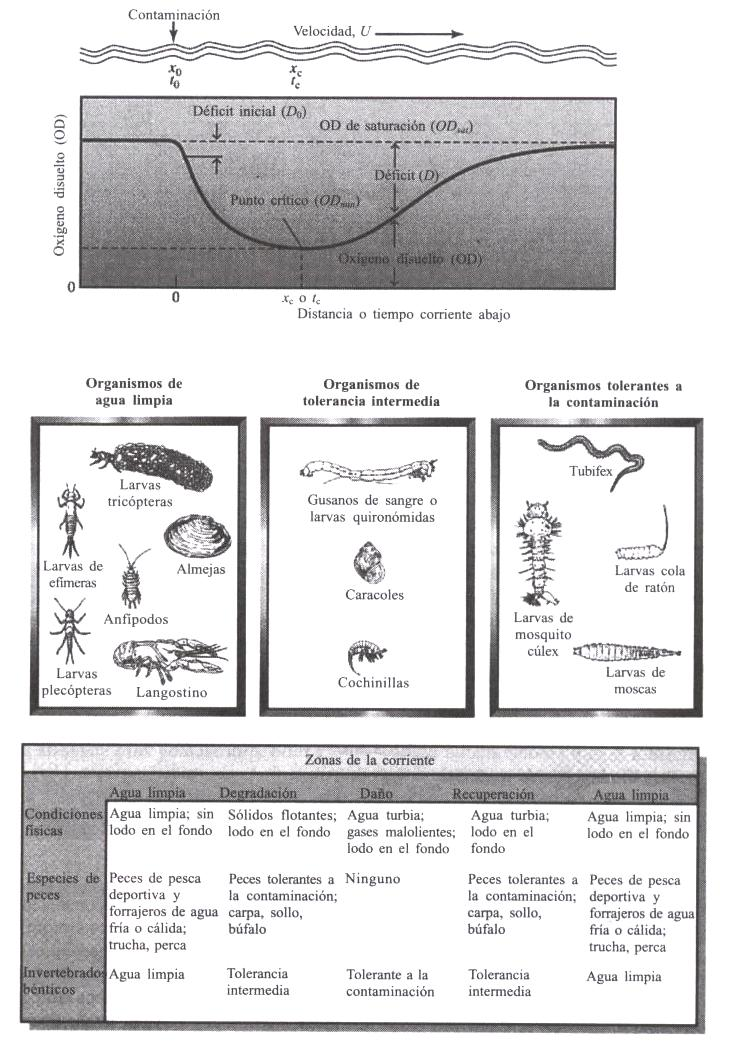 Contaminación
Velocidad, U
x0
t0
xc
tc
Oxígeno disuelto (OD)
Déficit inicial (D0)
OD de saturación (ODsat)
Déficit (D)
Punto crítico (ODmin)
Oxígeno disuelto (OD)
0
0
xc o tc
Distancia o tiempo corriente abajo
Organismos de
agua limpia
Larvas
tricópteras
Larvas de
efímeras
Almejas
Anfípodos
Larvas
plecópteras
Langostino
Organismos de
tolerancia intermedia
Gusanos de sangre o
larvas quironómidas
Caracoles
Cochinillas
Organismos tolerantes a
la contaminación
Tubifex
Larvas cola
de ratón
Larvas de
mosquito
cúlex
Larvas de
moscas
Zonas de la corriente
Agua limpia Degradación Daño Recuperación Agua limpia
Condiciones
físicas
Agua limpia; sin
lodo en el fondo
Sólidos flotantes;
lodo en el fondo
Agua turbia;
gases malolientes;
lodo en el fondo
Agua turbia;
lodo en el
fondo
Agua limpia; sin
lodo en el fondo
Especies de
peces
Peces de pesca
deportiva y
forrajeros de agua
fría o cálida;
trucha, perca
Peces tolerantes a
la contaminación;
carpa, sollo,
búfalo
Ninguno
Peces tolerantes a
la contaminación;
carpa, sollo,
búfalo
Peces de pesca
deportiva y
forrajeros de agua
fría o cálida;
trucha, perca
Invertebrados
bénticos
Agua limpia
Tolerancia
intermedia
Tolerante a la
contaminación
Tolerancia
intermedia
Agua limpia